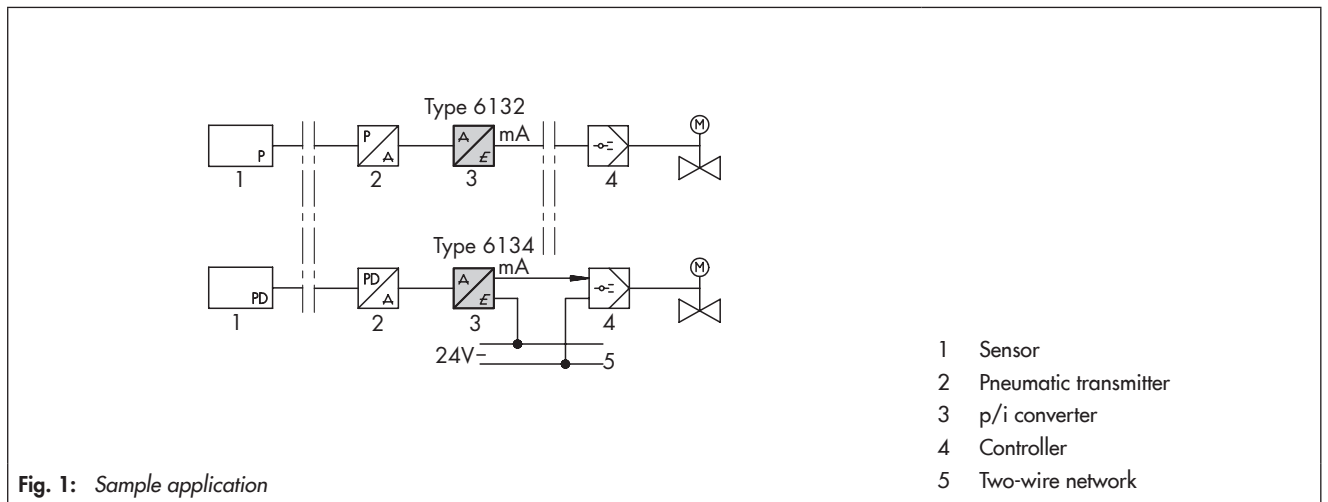 Type 6132
P P A A E mA M
1 2 3 4
Type 6134
mA
PD PD A A E M
1 2 3 4
24V 5
1 Sensor
2 Pneumatic transmitter
3 p/i converter
4 Controller
5 Two-wire network
Fig. 1: Sample application